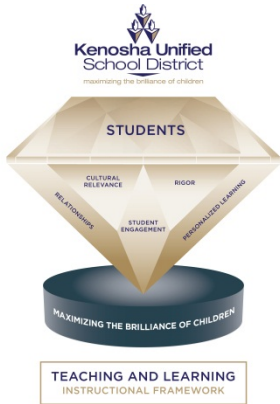 Kenosha Unified
School District
maximizing the brilliance of children
STUDENTS
CULTURAL
RELEVANCE
RIGOR
RELATIONSHIPS
STUDENT
ENGAGEMENT
PERSONALIZED LEARNING
MAXIMIZING THE BRILLIANCE OF CHILDREN
TEACHING AND LEARNING
INSTRUCTIONAL FRAMEWORK